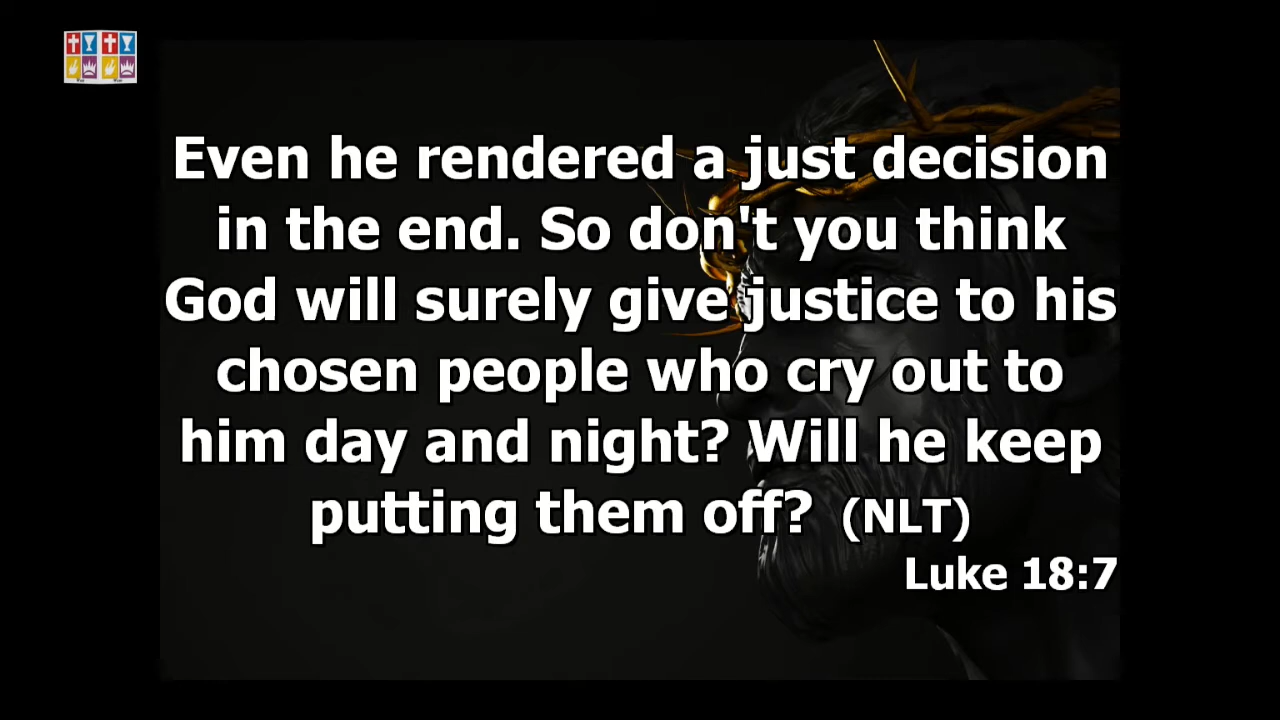 Even he rendered a just decision
in the end. So don't you think
God will surely give justice to his
chosen people who cry out to
him day and night? Will he keep
putting them off? (NLT)
Luke 18:7